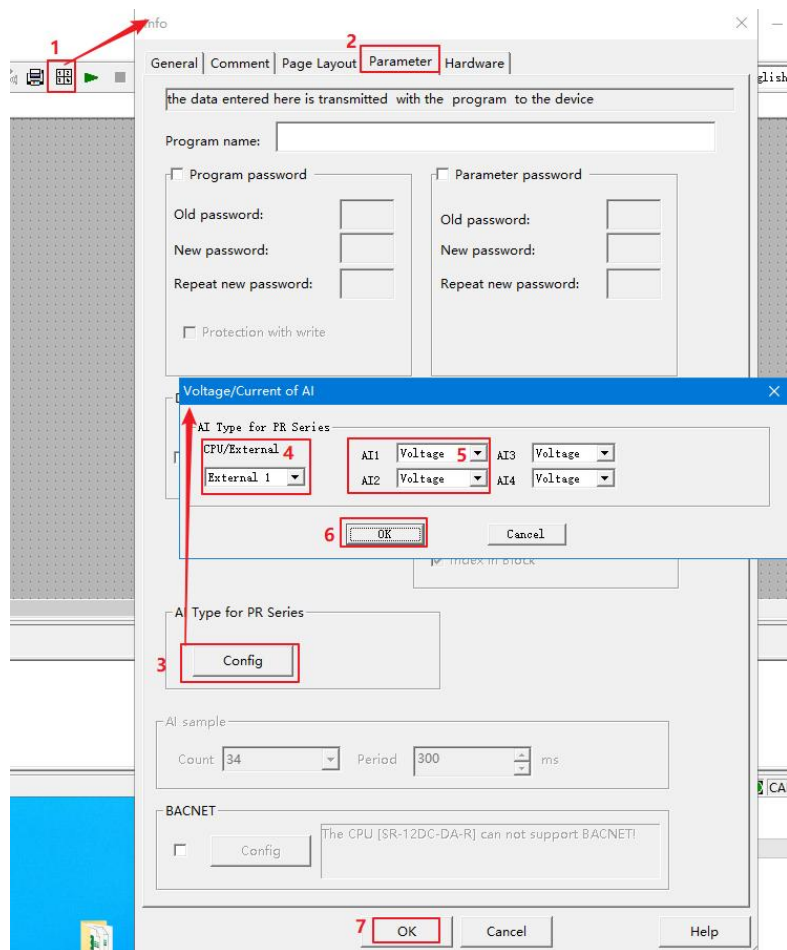 nfo
1
2
General
Comment
Page Layout
Parameter
Hardware
glish
the data entered here is transmitted with the program to the device
Program name:
Program password
Parameter password
Old password:
Old password:
New password:
New password:
Repeat new password:
Repeat new password:
Protection with write
Voltage/Current of AI
AI Type for PR Series
CPU/External 4
External 1
AI1 Voltage 5 AI3 Voltage
AI2 Voltage AI4 Voltage
6 OK Cancel
Index in Block
AI Type for PR Series
3 Config
AI sample
Count 34 Period 300 ms
CAI
BACNET
Config
The CPU [SR-12DC-DA-R] can not support BACNET!
7 OK Cancel Help